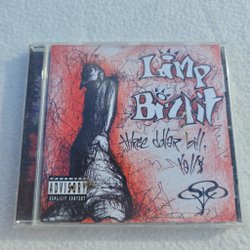 Limp
Bizkit
three dollar bill,
Y'all$
PARENTAL
ADVISORY
EXPLICIT CONTENT